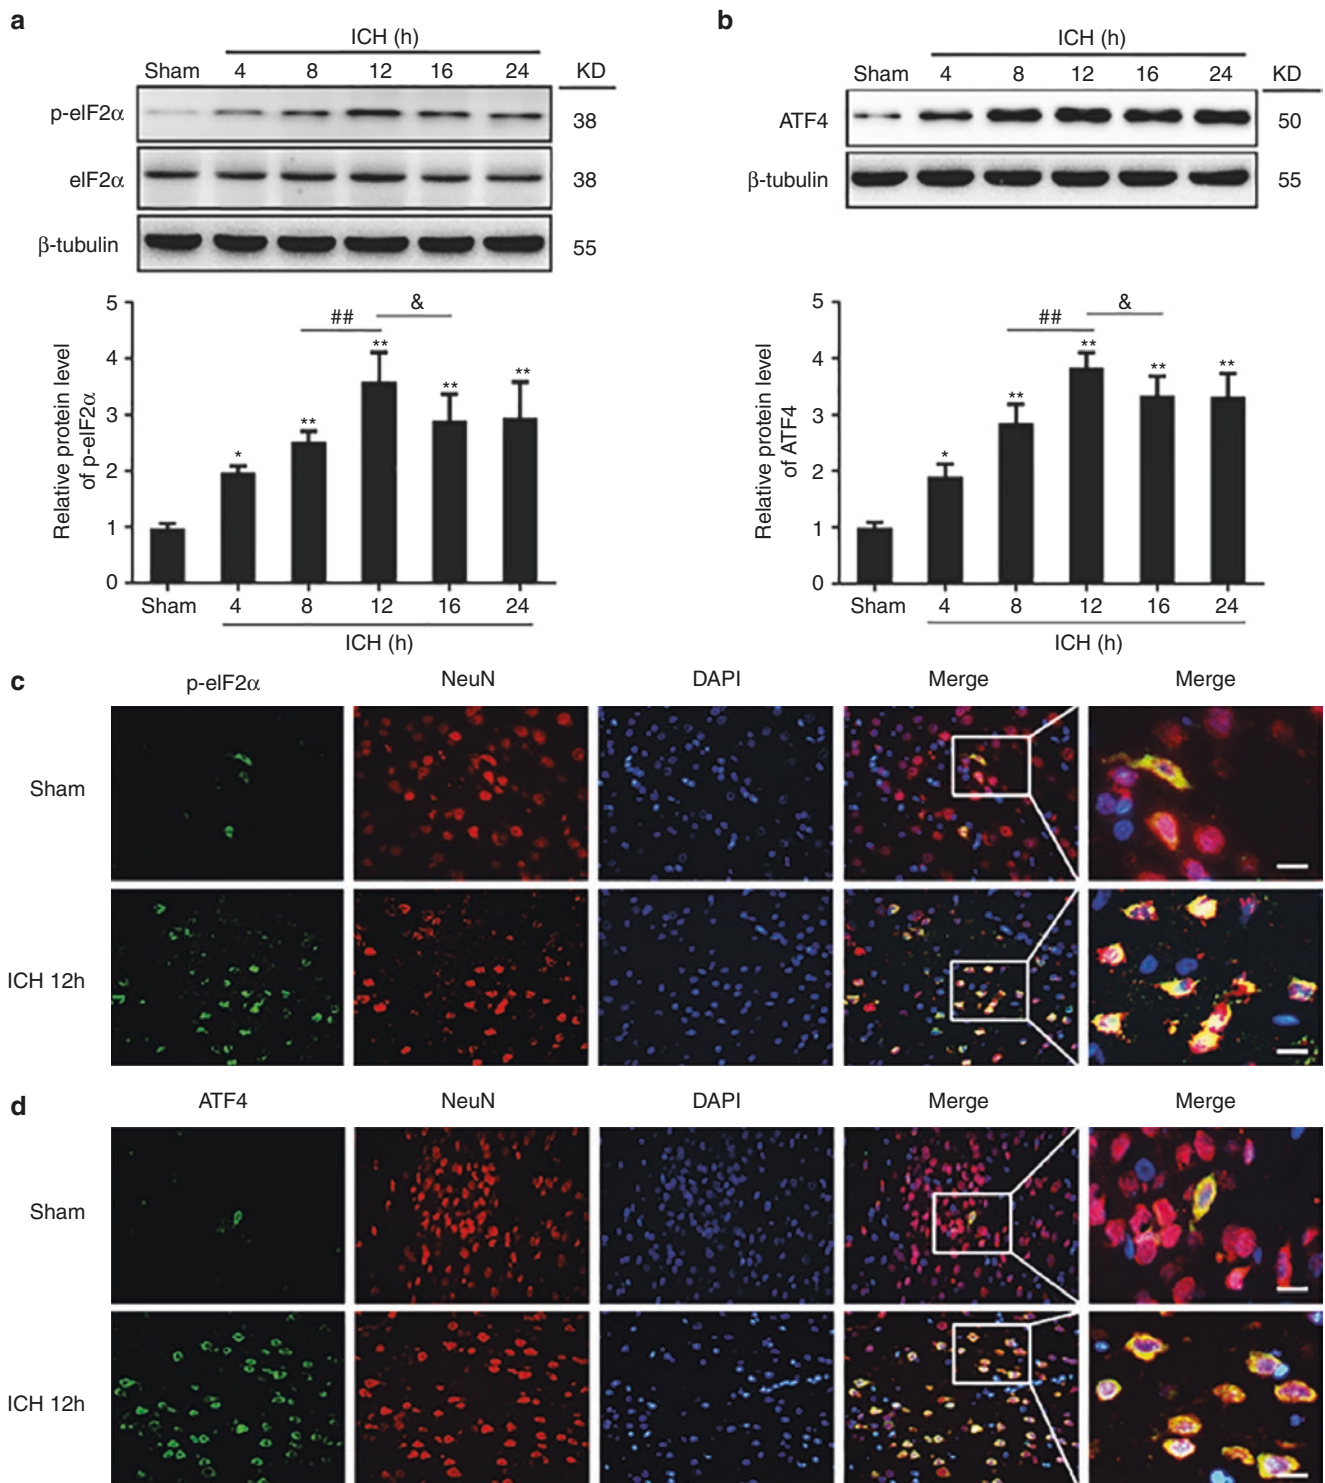 a
ICH (h)
Sham 4 8 12 16 24 KD
p-eIF2α 38
eIF2α 38
β-tubulin 55
5
4
3
2
1
0
Relative protein level
of p-eIF2α
* ** ** ** **
## &
Sham 4 8 12 16 24
ICH (h)
b
ICH (h)
Sham 4 8 12 16 24 KD
ATF4 50
β-tubulin 55
5
4
3
2
1
0
Relative protein level
of ATF4
* ** ** ** **
## &
Sham 4 8 12 16 24
ICH (h)
c
p-eIF2α NeuN DAPI Merge Merge
Sham
ICH 12h
d
ATF4 NeuN DAPI Merge Merge
Sham
ICH 12h